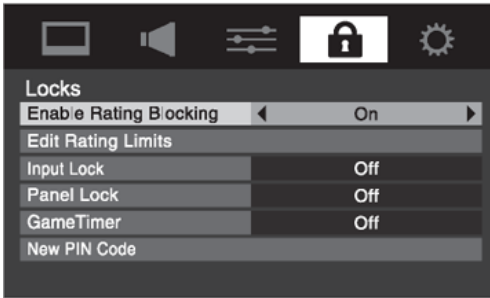 Locks
Enable Rating Blocking On
Edit Rating Limits
Input Lock Off
Panel Lock Off
GameTimer Off
New PIN Code